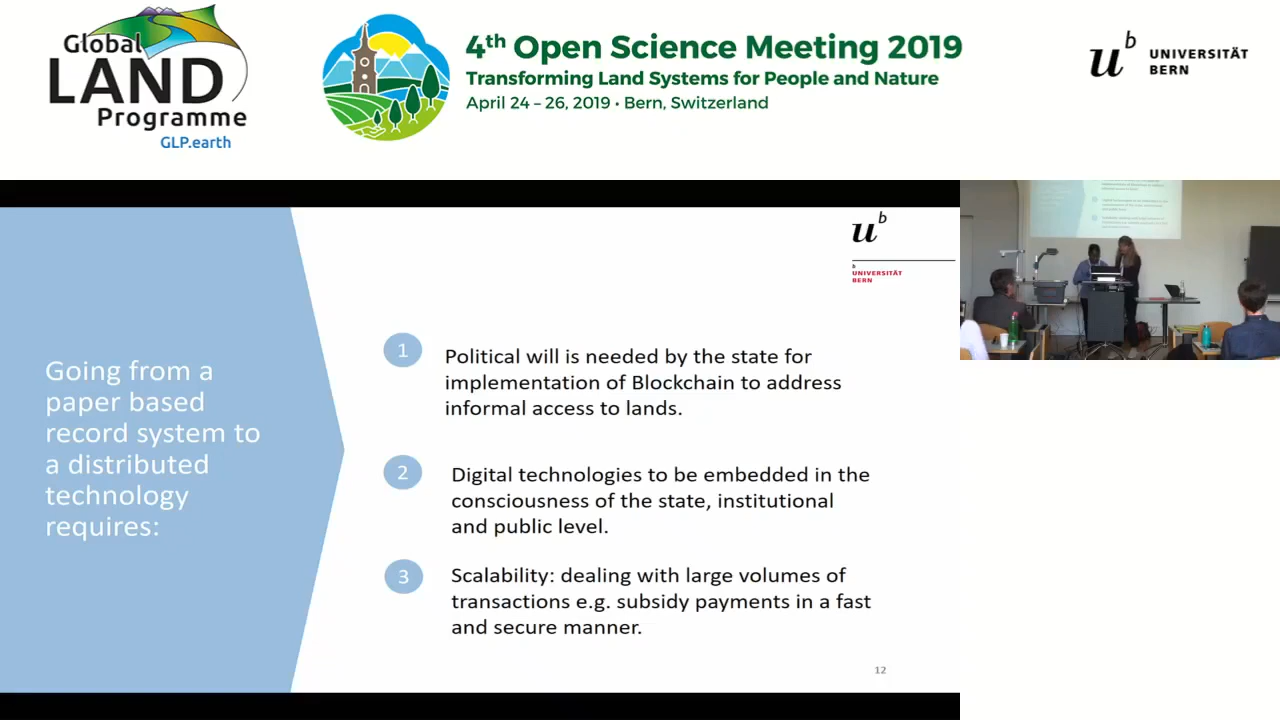 Global
LAND
Programme
GLP.earth
4th Open Science Meeting 2019
Transforming Land Systems for People and Nature
April 24 – 26, 2019 • Bern, Switzerland
u b UNIVERSITÄT
BERN
u b
b
UNIVERSITÄT
BERN
Going from a
paper based
record system to
a distributed
technology
requires:
1
Political will is needed by the state for
implementation of Blockchain to address
informal access to lands.
2
Digital technologies to be embedded in the
consciousness of the state, institutional
and public level.
3
Scalability: dealing with large volumes of
transactions e.g. subsidy payments in a fast
and secure manner.
12